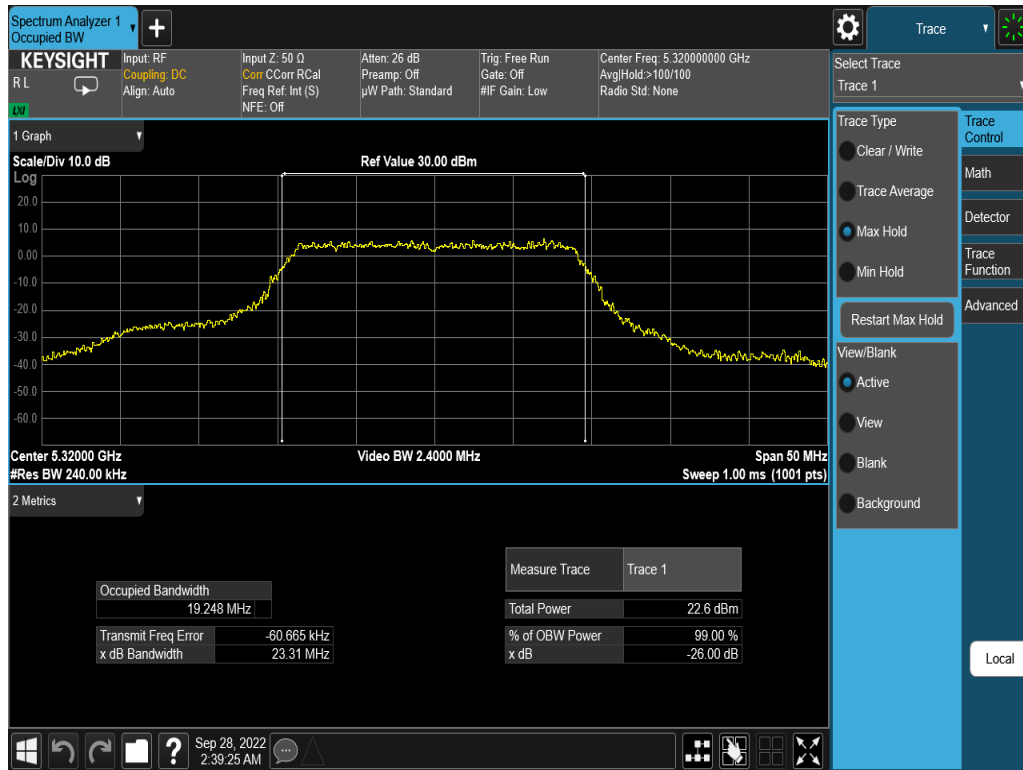 Spectrum Analyzer 1
Occupied BW
Trace
KEYSIGHT
R L
LXI
Input: RF
Coupling: DC
Align: Auto
Input Z: 50 Ω
Corr CCorr RCal
Freq Ref: Int (S)
NFE: Off
Atten: 26 dB
Preamp: Off
µW Path: Standard
Trig: Free Run
Gate: Off
#IF Gain: Low
Center Freq: 5.320000000 GHz
Avg|Hold:>100/100
Radio Std: None
Select Trace
Trace 1
1 Graph
Scale/Div 10.0 dB
Ref Value 30.00 dBm
Log
20.0
10.0
0.00
-10.0
-20.0
-30.0
-40.0
-50.0
-60.0
Center 5.32000 GHz
Video BW 2.4000 MHz
Span 50 MHz
#Res BW 240.00 kHz
Sweep 1.00 ms (1001 pts)
Trace Type
Clear / Write
Trace Average
Max Hold
Min Hold
Restart Max Hold
View/Blank
Active
View
Blank
Background
Trace
Control
Math
Detector
Trace
Function
Advanced
2 Metrics
Occupied Bandwidth
19.248 MHz
Transmit Freq Error -60.665 kHz
x dB Bandwidth 23.31 MHz
Measure Trace Trace 1
Total Power 22.6 dBm
% of OBW Power 99.00 %
x dB -26.00 dB
Local
?
Sep 28, 2022
2:39:25 AM